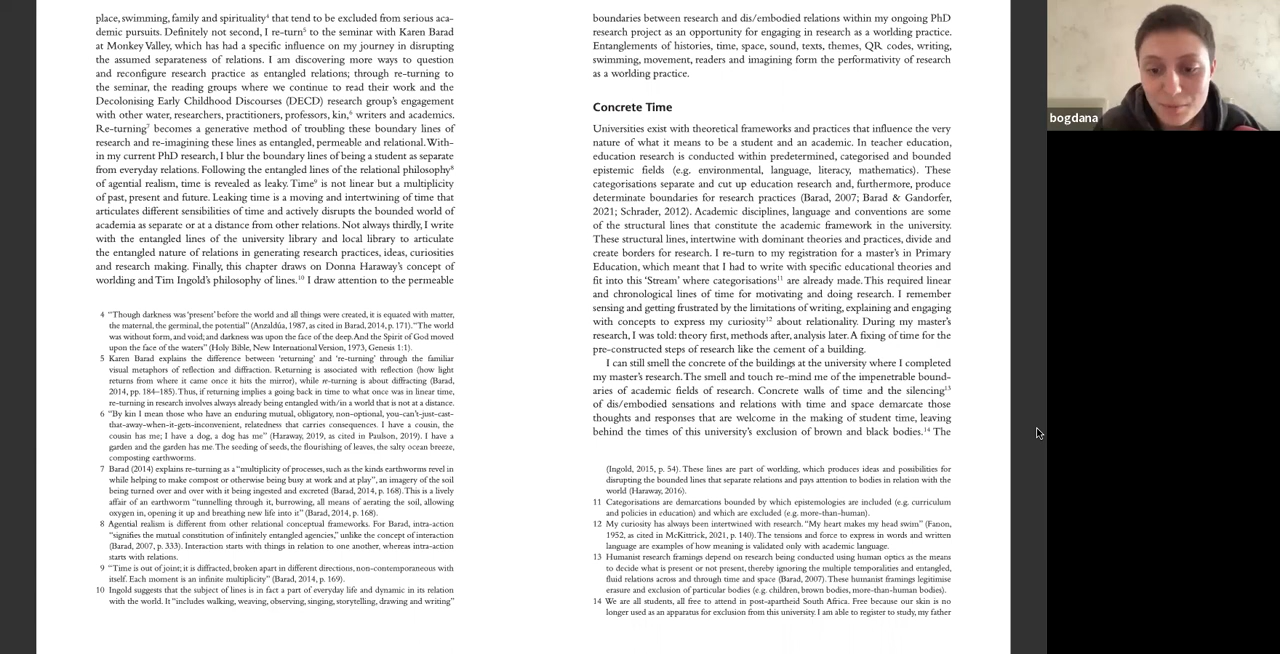 place, swimming, family and spirituality4 that tend to be excluded from serious aca-
demic pursuits. Definitely not second, I re-turn5 to the seminar with Karen Barad
at Monkey Valley, which has had a specific influence on my journey in disrupting
the assumed separateness of relations. I am discovering more ways to question
and reconfigure research practice as entangled relations; through re-turning to
the seminar, the reading groups where we continue to read their work and the
Decolonising Early Childhood Discourses (DECD) research group's engagement
with other water, researchers, practitioners, professors, kin,6 writers and academics.
Re-turning7 becomes a generative method of troubling these boundary lines of
research and re-imagining these lines as entangled, permeable and relational. With-
in my current PhD research, I blur the boundary lines of being a student as separate
from everyday relations. Following the entangled lines of the relational philosophy8
of agential realism, time is revealed as leaky. Time9 is not linear but a multiplicity
of past, present and future. Leaking time is a moving and intertwining of time that
articulates different sensibilities of time and actively disrupts the bounded world of
academia as separate or at a distance from other relations. Not always thirdly, I write
with the entangled lines of the university library and local library to articulate
the entangled nature of relations in generating research practices, ideas, curiosities
and research making. Finally, this chapter draws on Donna Haraway's concept of
worlding and Tim Ingold's philosophy of lines.10 I draw attention to the permeable
4 "Though darkness was 'present' before the world and all things were created, it is equated with matter,
the maternal, the germinal, the potential" (Anzaldúa, 1987, as cited in Barad, 2014, p. 171). "The world
was without form, and void; and darkness was upon the face of the deep. And the Spirit of God moved
upon the face of the waters" (Holy Bible, New International Version, 1973, Genesis 1:1).
5 Karen Barad explains the difference between 'returning' and 're-turning' through the familiar
visual metaphors of reflection and diffraction. Returning is associated with reflection (how light
returns from where it came once it hits the mirror), while re-turning is about diffracting (Barad,
2014, pp. 184–185). Thus, if returning implies a going back in time to what once was in linear time,
re-turning in research involves always already being entangled with/in a world that is not at a distance.
6 "By kin I mean those who have an enduring mutual, obligatory, non-optional, you-can't-just-cast-
that-away-when-it-gets-inconvenient, relatedness that carries consequences. I have a cousin, the
cousin has me; I have a dog, a dog has me" (Haraway, 2019, as cited in Paulson, 2019). I have a
garden and the garden has me. The seeding of seeds, the flourishing of leaves, the salty ocean breeze,
composting earthworms.
7 Barad (2014) explains re-turning as a "multiplicity of processes, such as the kinds earthworms revel in
while helping to make compost or otherwise being busy at work and at play", an imagery of the soil
being turned over and over with it being ingested and excreted (Barad, 2014, p. 168). This is a lively
affair of an earthworm "tunnelling through it, burrowing, all means of aerating the soil, allowing
oxygen in, opening it up and breathing new life into it" (Barad, 2014, p. 168).
8 Agential realism is different from other relational conceptual frameworks. For Barad, intra-action
"signifies the mutual constitution of infinitely entangled agencies," unlike the concept of interaction
(Barad, 2007, p. 333). Interaction starts with things in relation to one another, whereas intra-action
starts with relations.
9 "Time is out of joint; it is diffracted, broken apart in different directions, non-contemporaneous with
itself. Each moment is an infinite multiplicity" (Barad, 2014, p. 169).
10 Ingold suggests that the subject of lines is in fact a part of everyday life and dynamic in its relation
with the world. It "includes walking, weaving, observing, singing, storytelling, drawing and writing"
boundaries between research and dis/embodied relations within my ongoing PhD
research project as an opportunity for engaging in research as a worlding practice.
Entanglements of histories, time, space, sound, texts, themes, QR codes, writing,
swimming, movement, readers and imagining form the performativity of research
as a worlding practice.
Concrete Time
Universities exist with theoretical frameworks and practices that influence the very
nature of what it means to be a student and an academic. In teacher education,
education research is conducted within predetermined, categorised and bounded
epistemic fields (e.g. environmental, language, literacy, mathematics). These
categorisations separate and cut up education research and, furthermore, produce
determinate boundaries for research practices (Barad, 2007; Barad & Gandorfer,
2021; Schrader, 2012). Academic disciplines, language and conventions are some
of the structural lines that constitute the academic framework in the university.
These structural lines, intertwine with dominant theories and practices, divide and
create borders for research. I re-turn to my registration for a master's in Primary
Education, which meant that I had to write with specific educational theories and
fit into this 'Stream' where categorisations11 are already made. This required linear
and chronological lines of time for motivating and doing research. I remember
sensing and getting frustrated by the limitations of writing, explaining and engaging
with concepts to express my curiosity12 about relationality. During my master's
research, I was told: theory first, methods after, analysis later. A fixing of time for the
pre-constructed steps of research like the cement of a building.
I can still smell the concrete of the buildings at the university where I completed
my master's research. The smell and touch re-mind me of the impenetrable bound-
aries of academic fields of research. Concrete walls of time and the silencing13
of dis/embodied sensations and relations with time and space demarcate those
thoughts and responses that are welcome in the making of student time, leaving
behind the times of this university's exclusion of brown and black bodies.14 The
(Ingold, 2015, p. 54). These lines are part of worlding, which produces ideas and possibilities for
disrupting the bounded lines that separate relations and pays attention to bodies in relation with the
world (Haraway, 2016).
11 Categorisations are demarcations bounded by which epistemologies are included (e.g. curriculum
and policies in education) and which are excluded (e.g. more-than-human).
12 My curiosity has always been intertwined with research. "My heart makes my head swim" (Fanon,
1952, as cited in McKittrick, 2021, p. 140). The tensions and force to express in words and written
language are examples of how meaning is validated only with academic language.
13 Humanist research framings depend on research being conducted using human optics as the means
to decide what is present or not present, thereby ignoring the multiple temporalities and entangled,
fluid relations across and through time and space (Barad, 2007). These humanist framings legitimise
erasure and exclusion of particular bodies (e.g. children, brown bodies, more-than-human bodies).
14 We are all students, all free to attend in post-apartheid South Africa. Free because our skin is no
longer used as an apparatus for exclusion from this university. I am able to register to study, my father
bogdana